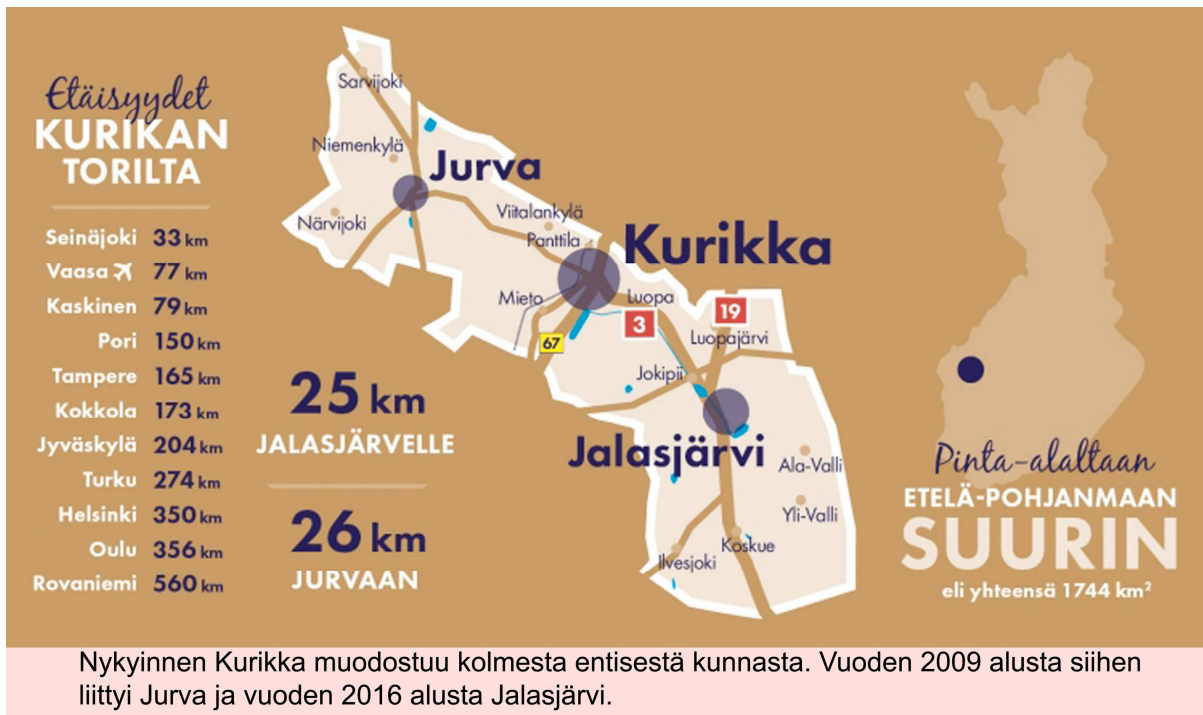 Etäisyydet
KURIKAN
TORILTA
Seinäjoki 33 km
Vaasa 77 km
Kaskinen 79 km
Pori 150 km
Tampere 165 km
Kokkola 173 km
Jyväskylä 204 km
Turku 274 km
Helsinki 350 km
Oulu 356 km
Rovaniemi 560 km
25 km
JALASJÄRVELLE
26 km
JURVAAN
Sarvijoki
Niemenkylä
Jurva
Närvijoki
Viitalankylä
Panttila
Kurikka
Mieto
Luopa
67
3
19
Luopajärvi
Jokipii
Jalasjärvi
Ala-Valli
Yli-Valli
Koskue
Ilvesjoki
Pinta-alaltaan
ETELÄ-POHJANMAAN
SUURIN
eli yhteensä 1744 km²
Nykyinnen Kurikka muodostuu kolmesta entisestä kunnasta. Vuoden 2009 alusta siihen
liittyi Jurva ja vuoden 2016 alusta Jalasjärvi.